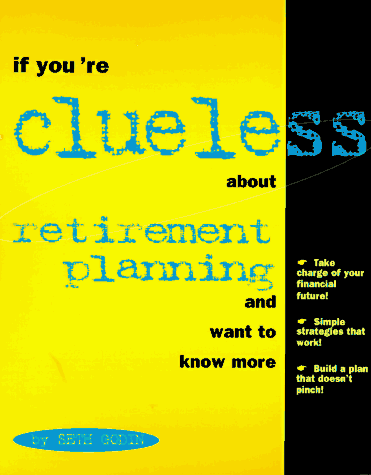 if you're
clueless
about
retirement
planning
and
want to
know more
☛ Take
charge of your
financial
future!
☛ Simple
strategies that
work!
☛ Build a plan
that doesn't
pinch!
by SETH GODIN